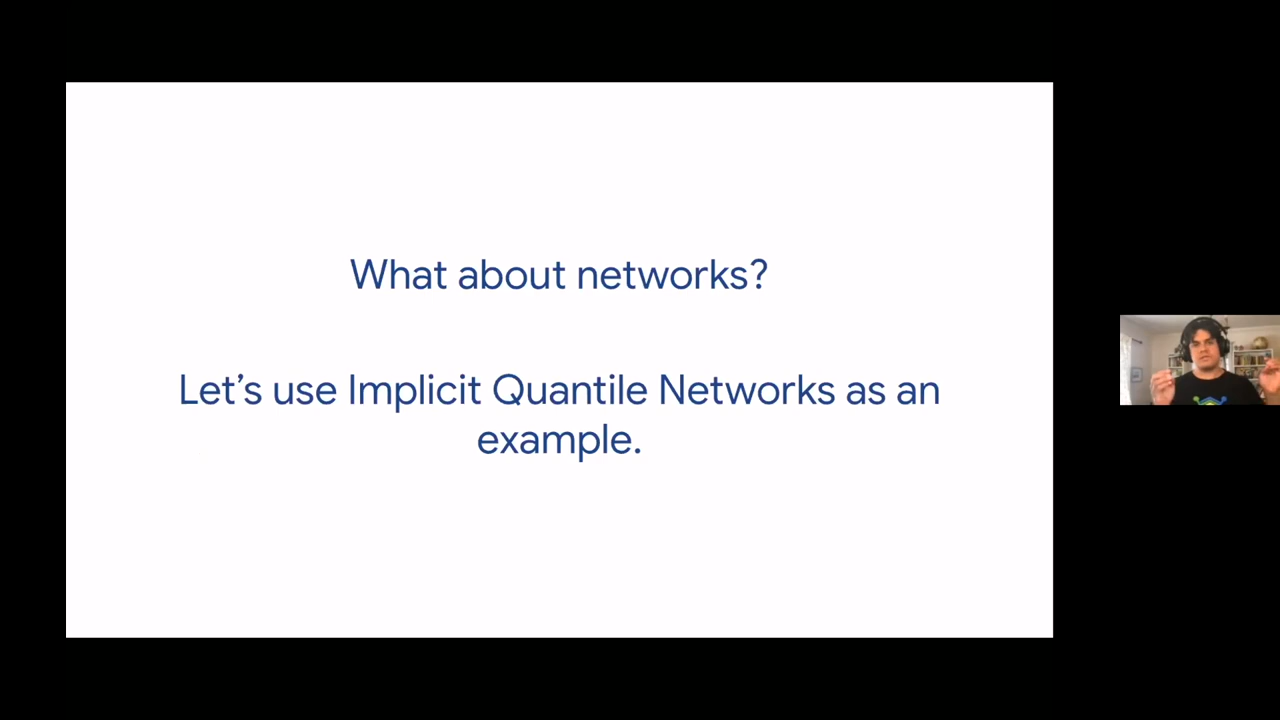 What about networks?
Let’s use Implicit Quantile Networks as an
example.